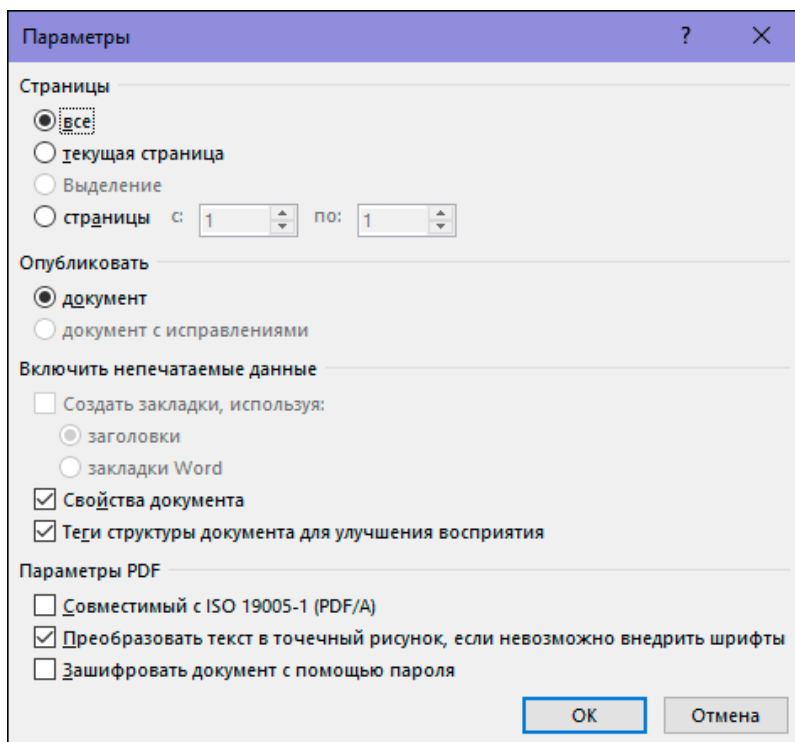 Параметры ? ×
Страницы
все
текущая страница
Выделение
страницы с: 1 по: 1
Опубликовать
документ
документ с исправлениями
Включить непечатаемые данные
Создать закладки, используя:
заголовки
закладки Word
Свойства документа
Теги структуры документа для улучшения восприятия
Параметры PDF
Совместимый с ISO 19005-1 (PDF/A)
Преобразовать текст в точечный рисунок, если невозможно внедрить шрифты
Зашифровать документ с помощью пароля
ОК Отмена